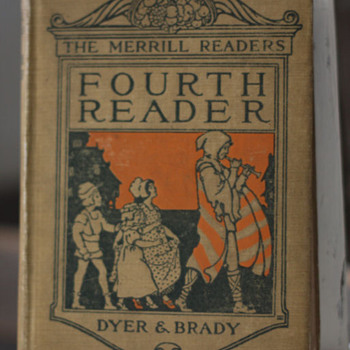 THE MERRILL READERS
FOURTH
READER
DYER & BRADY